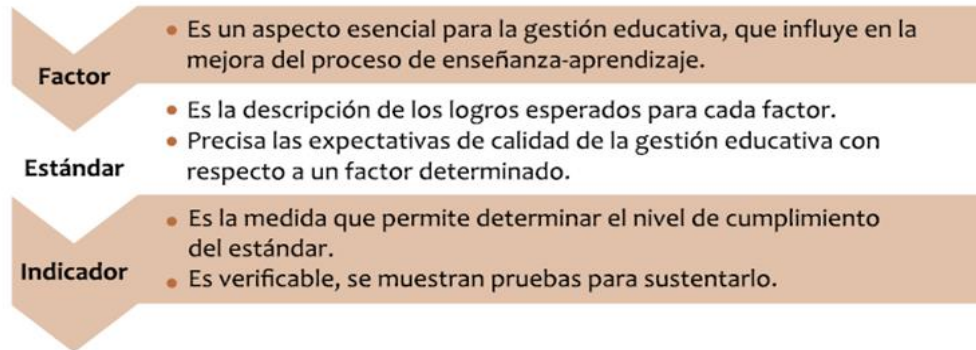 Factor
• Es un aspecto esencial para la gestión educativa, que influye en la
mejora del proceso de enseñanza-aprendizaje.
Estándar
• Es la descripción de los logros esperados para cada factor.
• Precisa las expectativas de calidad de la gestión educativa con
respecto a un factor determinado.
Indicador
• Es la medida que permite determinar el nivel de cumplimiento
del estándar.
• Es verificable, se muestran pruebas para sustentarlo.